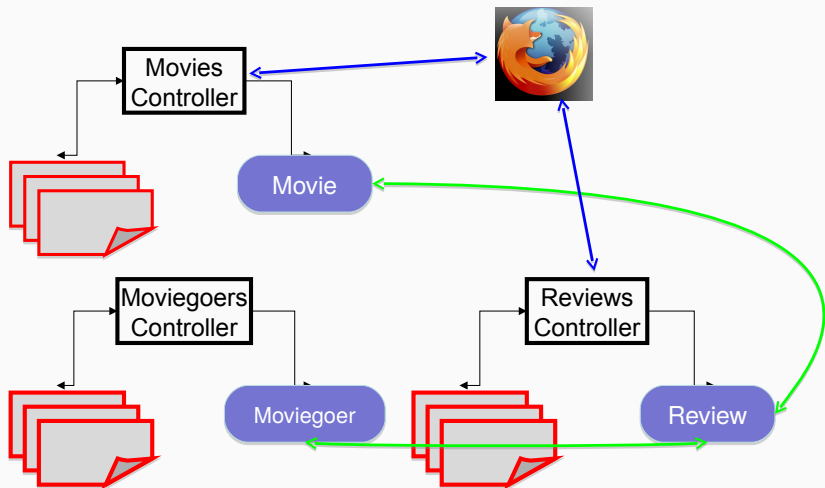 Movies
Controller
Movie
Moviegoers
Controller
Reviews
Controller
Moviegoer
Review